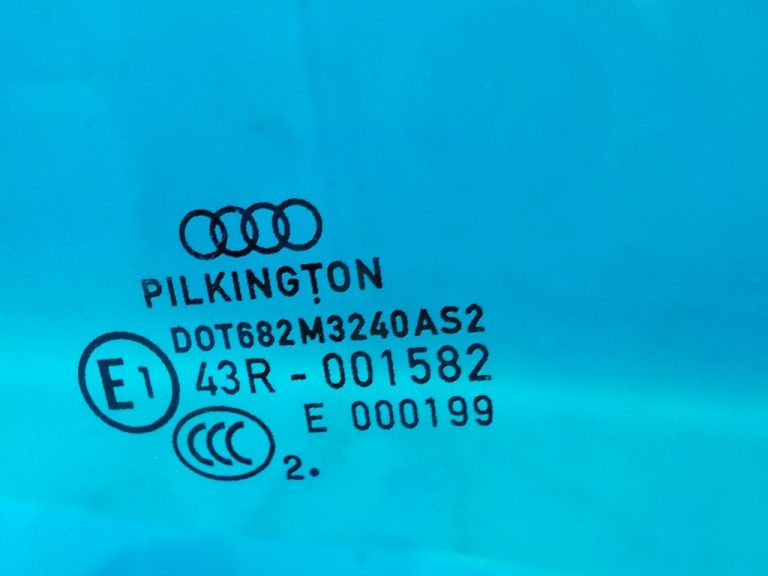 PILKINGTON
DOT682M3240AS2
E1 43R - 001582
E 000199
CCC
2.